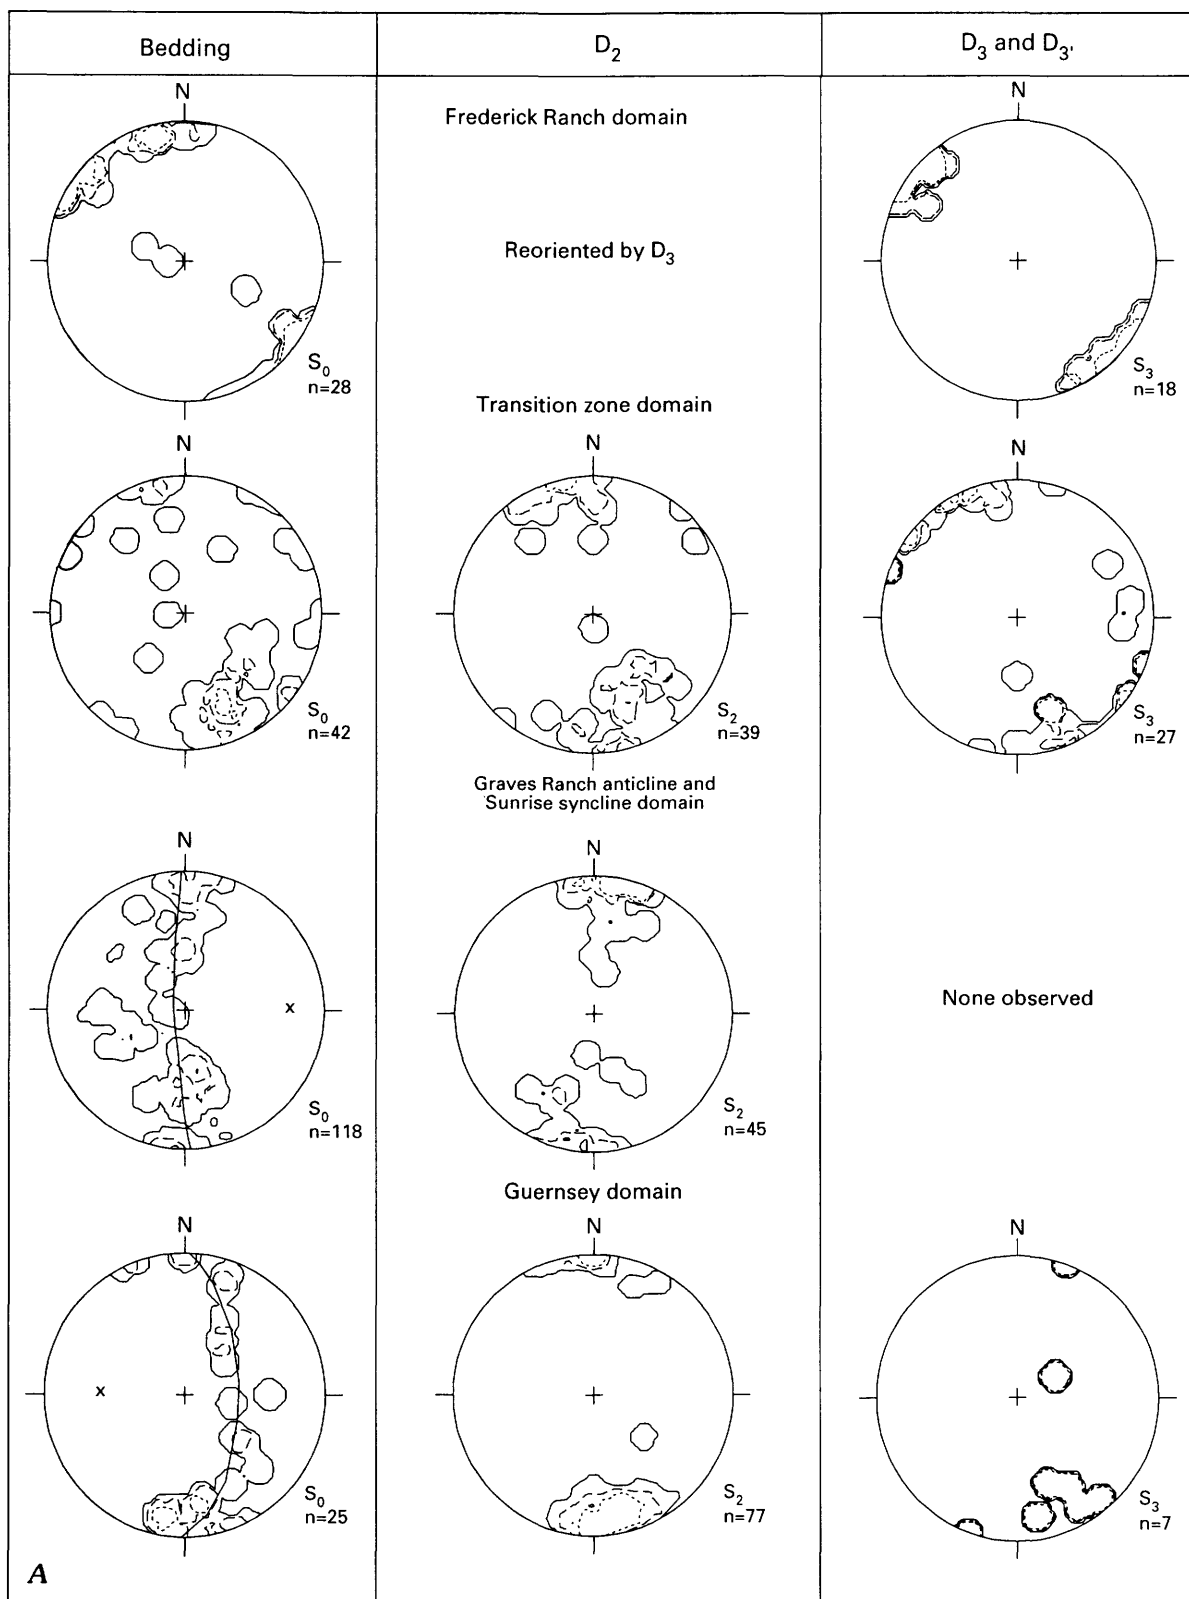 Bedding
D₂
D₃ and D₃'
Frederick Ranch domain
N
N
Reoriented by D₃
S₀
n=28
S₃
n=18
Transition zone domain
N
N
N
S₀
n=42
S₂
n=39
S₃
n=27
Graves Ranch anticline and
Sunrise syncline domain
N
N
None observed
x
S₀
n=118
S₂
n=45
Guernsey domain
N
N
N
x
S₀
n=25
S₂
n=77
S₃
n=7
A